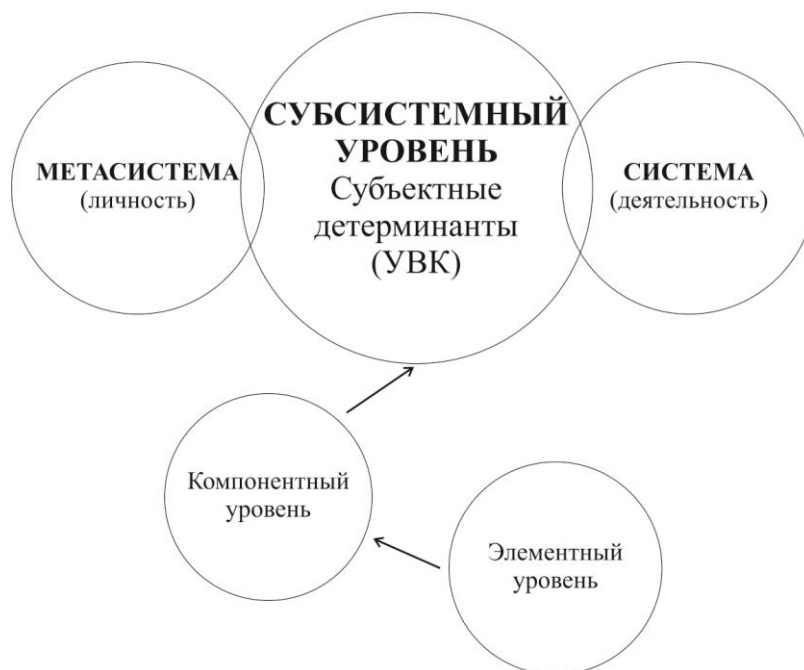 МЕТАСИСТЕМА
(личность)
СУБСИСТЕМНЫЙ
УРОВЕНЬ
Субъектные
детерминанты
(УВК)
СИСТЕМА
(деятельность)
Компонентный
уровень
Элементный
уровень